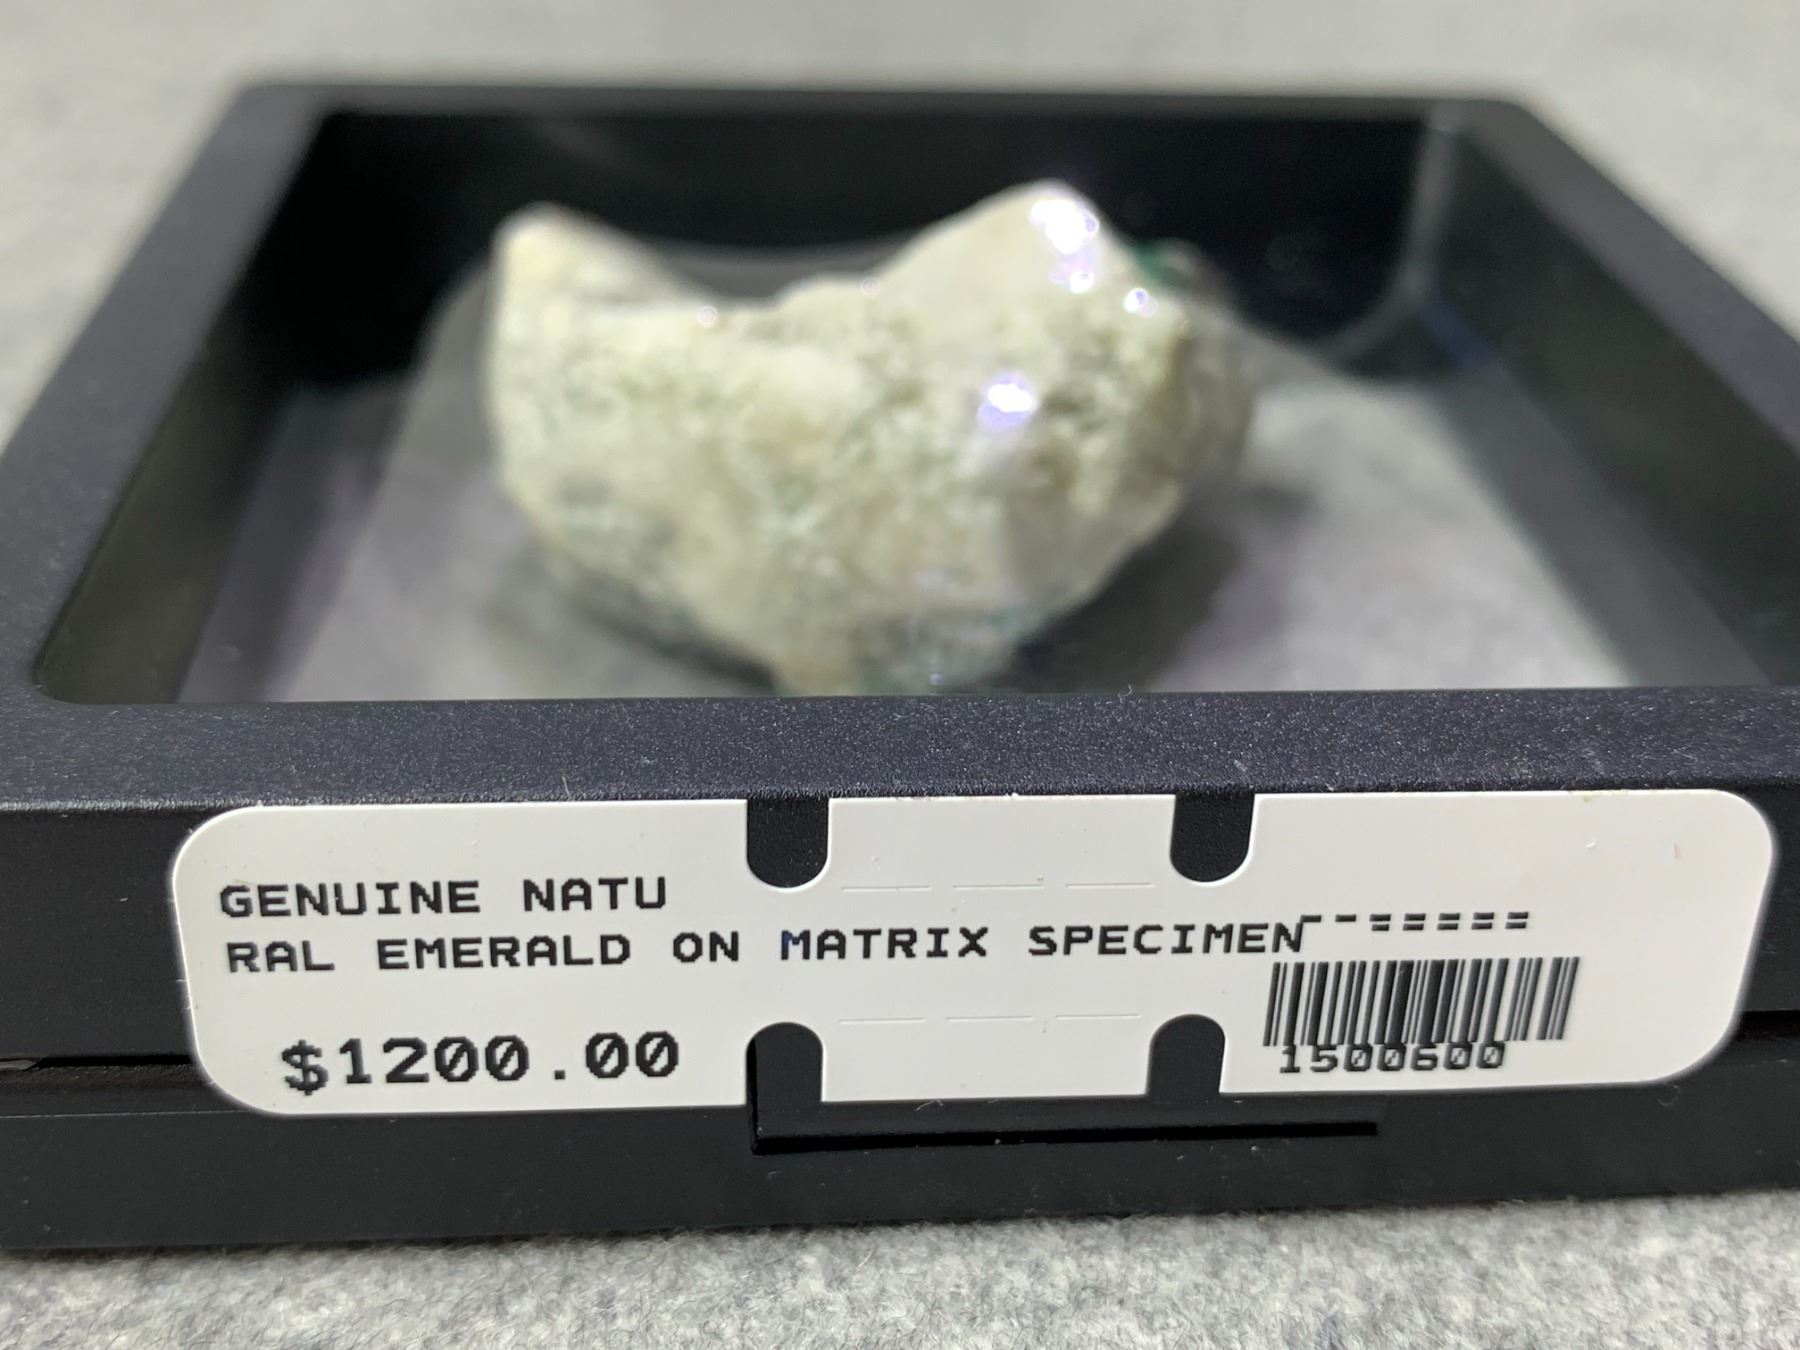 GENUINE NATU
RAL EMERALD ON MATRIX SPECIMEN
$1200.00
1500600